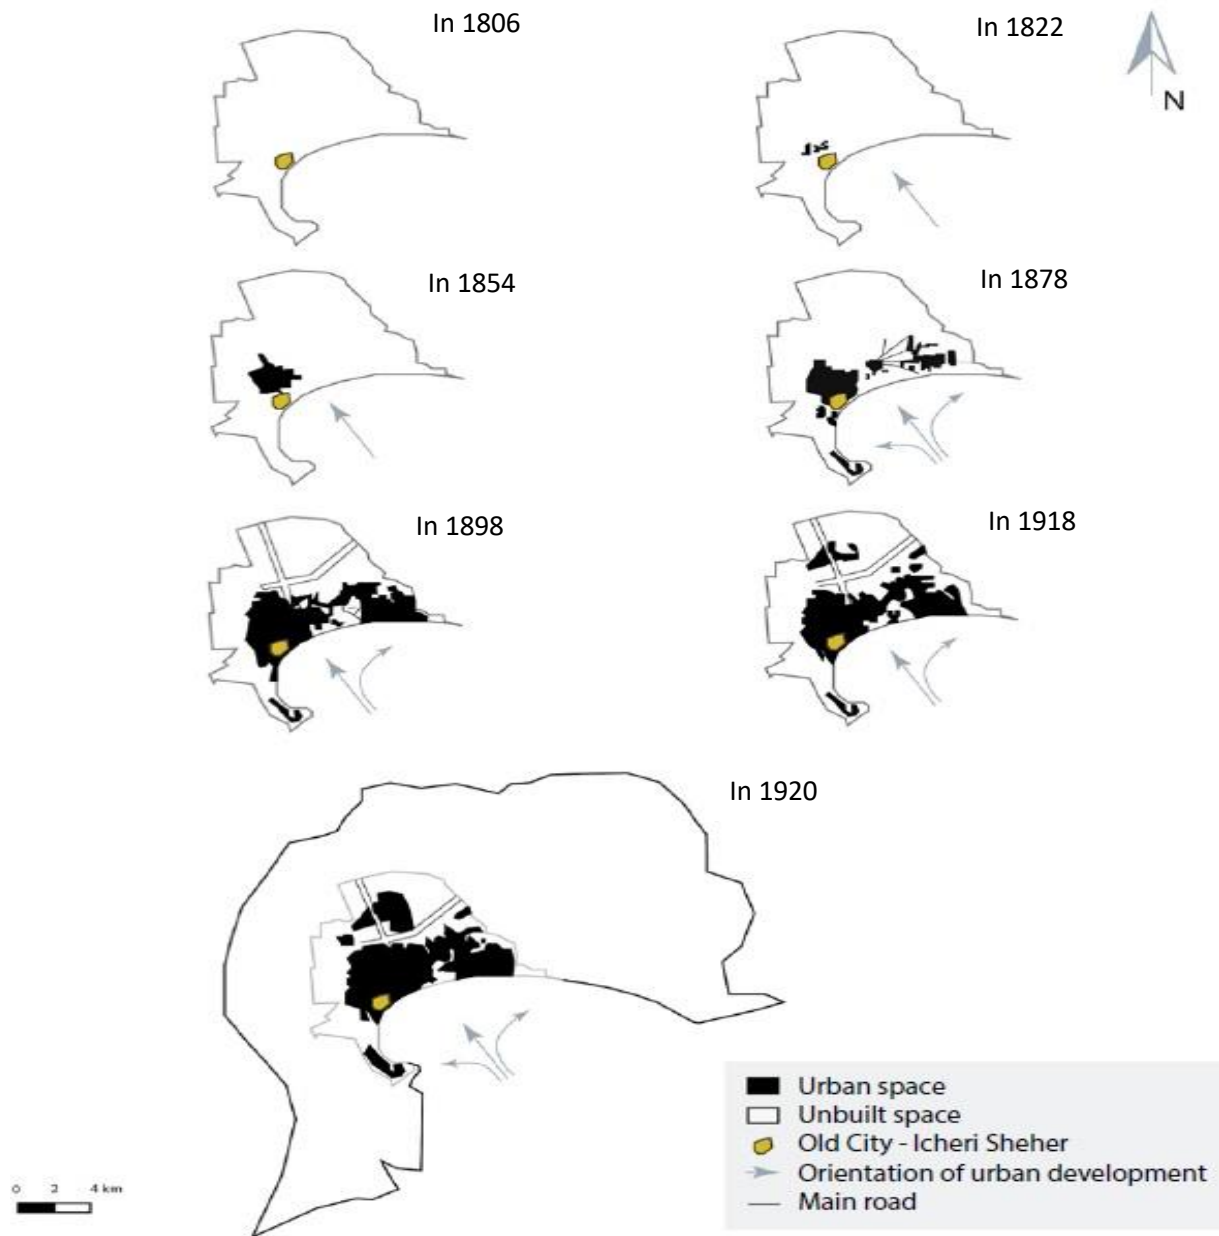 In 1806
In 1822
N
In 1854
In 1878
In 1898
In 1918
In 1920
Urban space
Unbuilt space
Old City - Icheri Sheher
Orientation of urban development
Main road
0 2 4 km